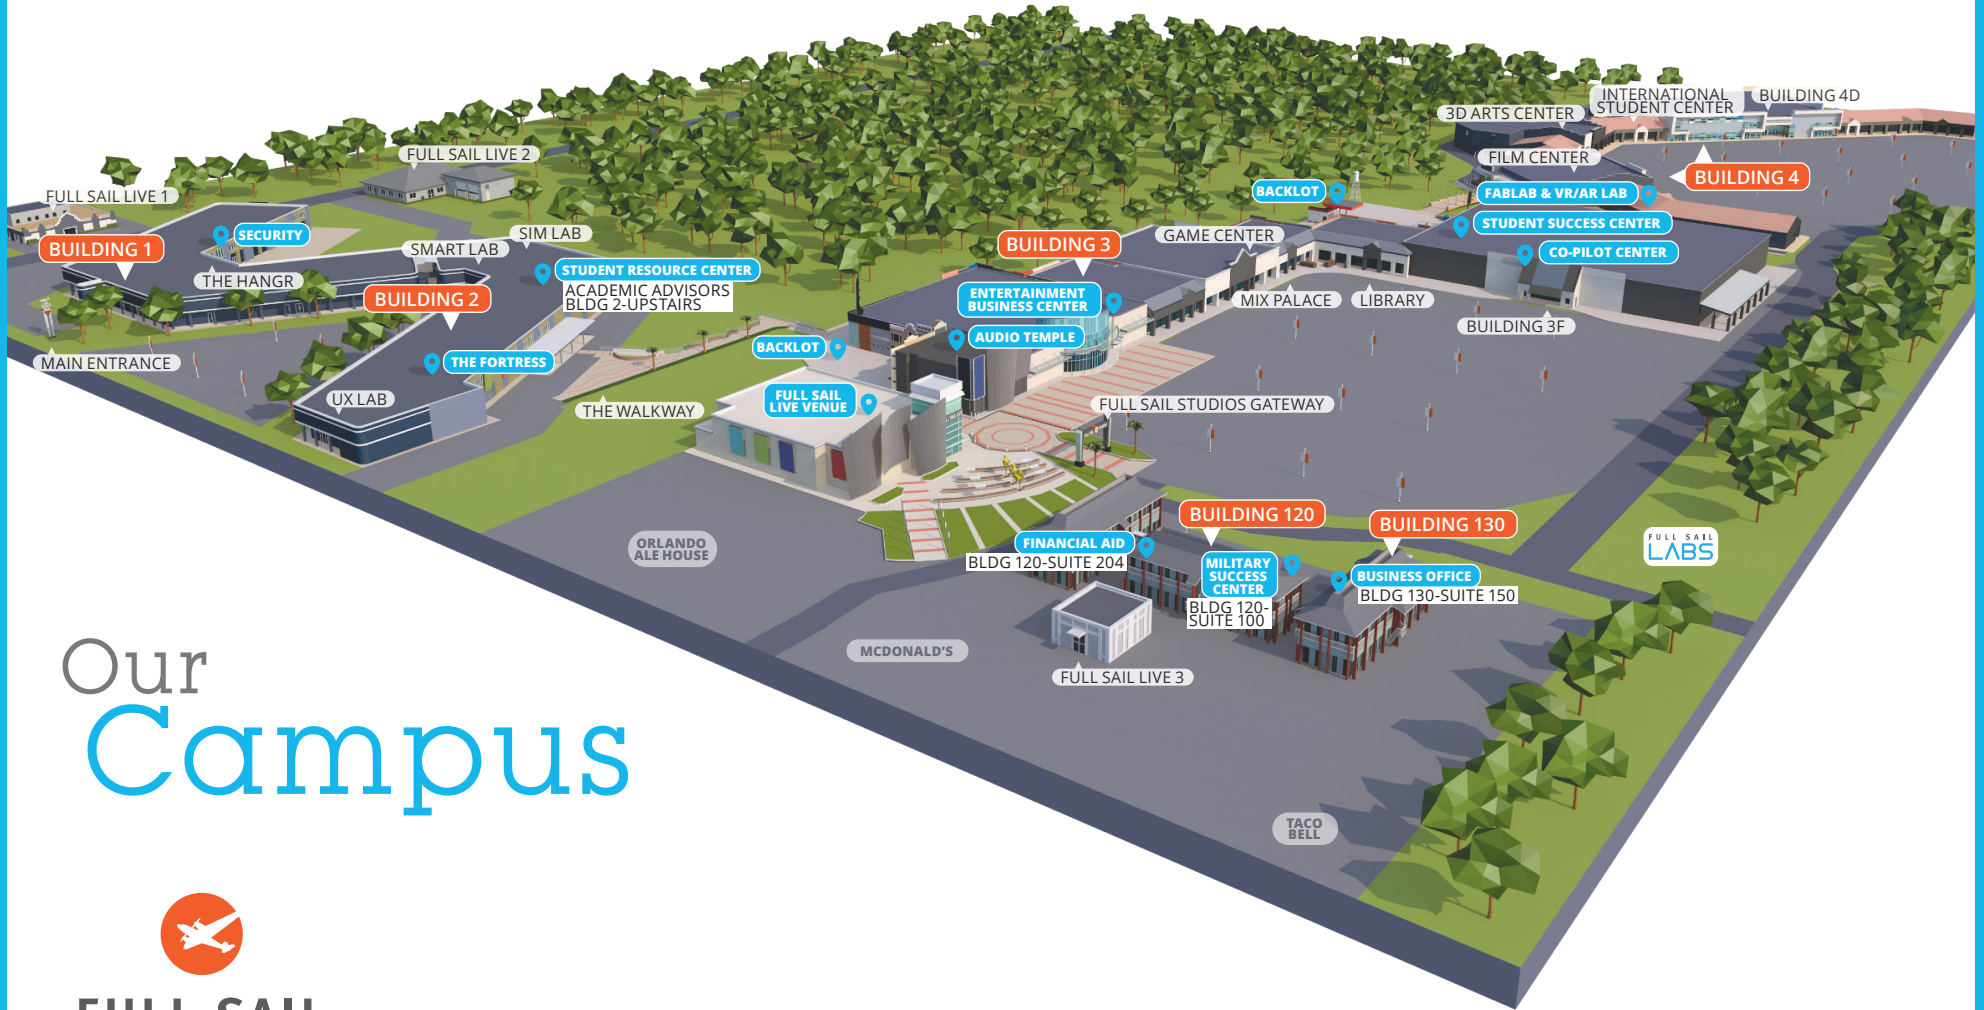 INTERNATIONAL
STUDENT CENTER
BUILDING 4D
3D ARTS CENTER
FULL SAIL LIVE 2
FILM CENTER
BUILDING 4
FULL SAIL LIVE 1
BACKLOT
FABLAB & VR/AR LAB
STUDENT SUCCESS CENTER
SECURITY
SIM LAB
GAME CENTER
BUILDING 1
SMART LAB
BUILDING 3
CO-PILOT CENTER
THE HANGR
STUDENT RESOURCE CENTER
ACADEMIC ADVISORS
BLDG 2-UPSTAIRS
BUILDING 2
ENTERTAINMENT
BUSINESS CENTER
MIX PALACE
LIBRARY
BUILDING 3F
AUDIO TEMPLE
BACKLOT
MAIN ENTRANCE
THE FORTRESS
UX LAB
THE WALKWAY
FULL SAIL
LIVE VENUE
FULL SAIL STUDIOS GATEWAY
BUILDING 120
BUILDING 130
ORLANDO
ALE HOUSE
FINANCIAL AID
BLDG 120-SUITE 204
FULL SAIL
LABS
MILITARY
SUCCESS
CENTER
BLDG 120-
SUITE 100
BUSINESS OFFICE
BLDG 130-SUITE 150
MCDONALD'S
FULL SAIL LIVE 3
Our
Campus
TACO
BELL
FULL SAIL